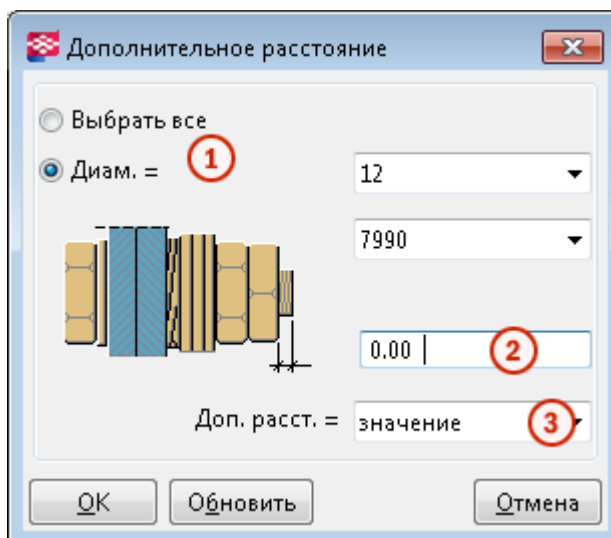 Дополнительное расстояние
Выбрать все
Диам. =
1
12
7990
0.00
2
Доп. расст. =
значение
3
OK
Обновить
Отмена